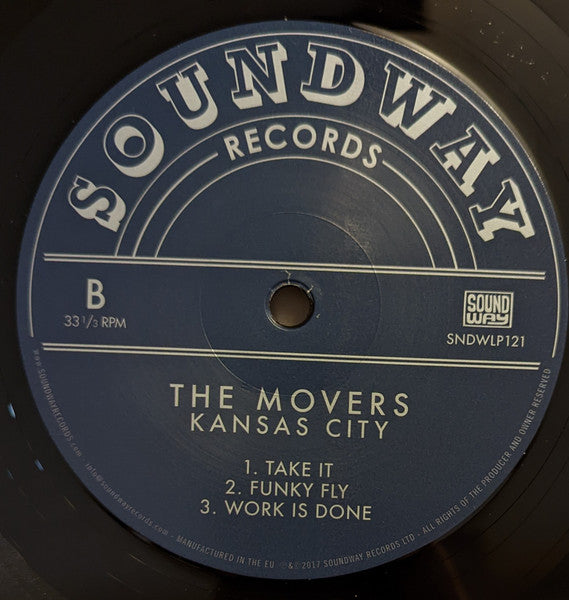 SOUNDWAY
RECORDS
B
33 1/3 RPM
SOUND
WAY
SNDWLP121
THE MOVERS
KANSAS CITY
1. TAKE IT
2. FUNKY FLY
3. WORK IS DONE
www.SOUNDWAYRECORDS.com - info@soundwayrecords.com - MANUFACTURED IN THE EU ℗&© 2017 SOUNDWAY RECORDS LTD - ALL RIGHTS OF THE PRODUCER AND OWNER RESERVED